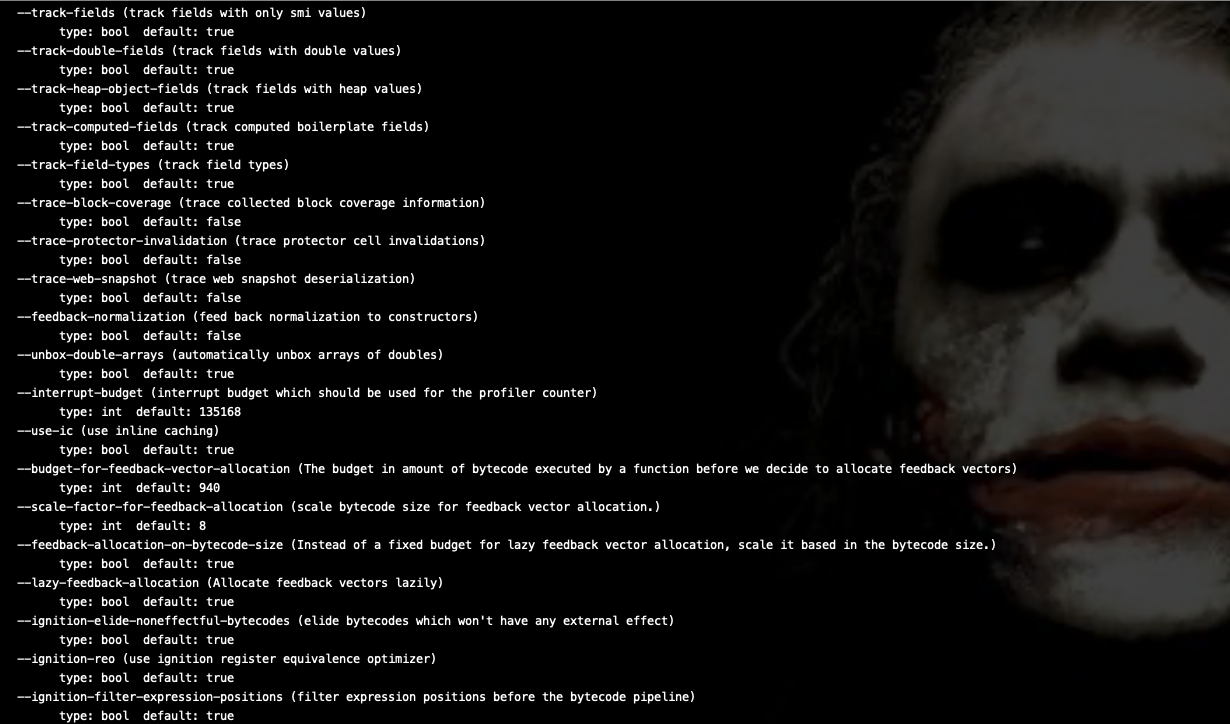 --track-fields (track fields with only smi values)
type: bool default: true
--track-double-fields (track fields with double values)
type: bool default: true
--track-heap-object-fields (track fields with heap values)
type: bool default: true
--track-computed-fields (track computed boilerplate fields)
type: bool default: true
--track-field-types (track field types)
type: bool default: true
--trace-block-coverage (trace collected block coverage information)
type: bool default: false
--trace-protector-invalidation (trace protector cell invalidations)
type: bool default: false
--trace-web-snapshot (trace web snapshot deserialization)
type: bool default: false
--feedback-normalization (feed back normalization to constructors)
type: bool default: false
--unbox-double-arrays (automatically unbox arrays of doubles)
type: bool default: true
--interrupt-budget (interrupt budget which should be used for the profiler counter)
type: int default: 135168
--use-ic (use inline caching)
type: bool default: true
--budget-for-feedback-vector-allocation (The budget in amount of bytecode executed by a function before we decide to allocate feedback vectors)
type: int default: 940
--scale-factor-for-feedback-allocation (scale bytecode size for feedback vector allocation.)
type: int default: 8
--feedback-allocation-on-bytecode-size (Instead of a fixed budget for lazy feedback vector allocation, scale it based in the bytecode size.)
type: bool default: true
--lazy-feedback-allocation (Allocate feedback vectors lazily)
type: bool default: true
--ignition-elide-noneffectful-bytecodes (elide bytecodes which won't have any external effect)
type: bool default: true
--ignition-reo (use ignition register equivalence optimizer)
type: bool default: true
--ignition-filter-expression-positions (filter expression positions before the bytecode pipeline)
type: bool default: true